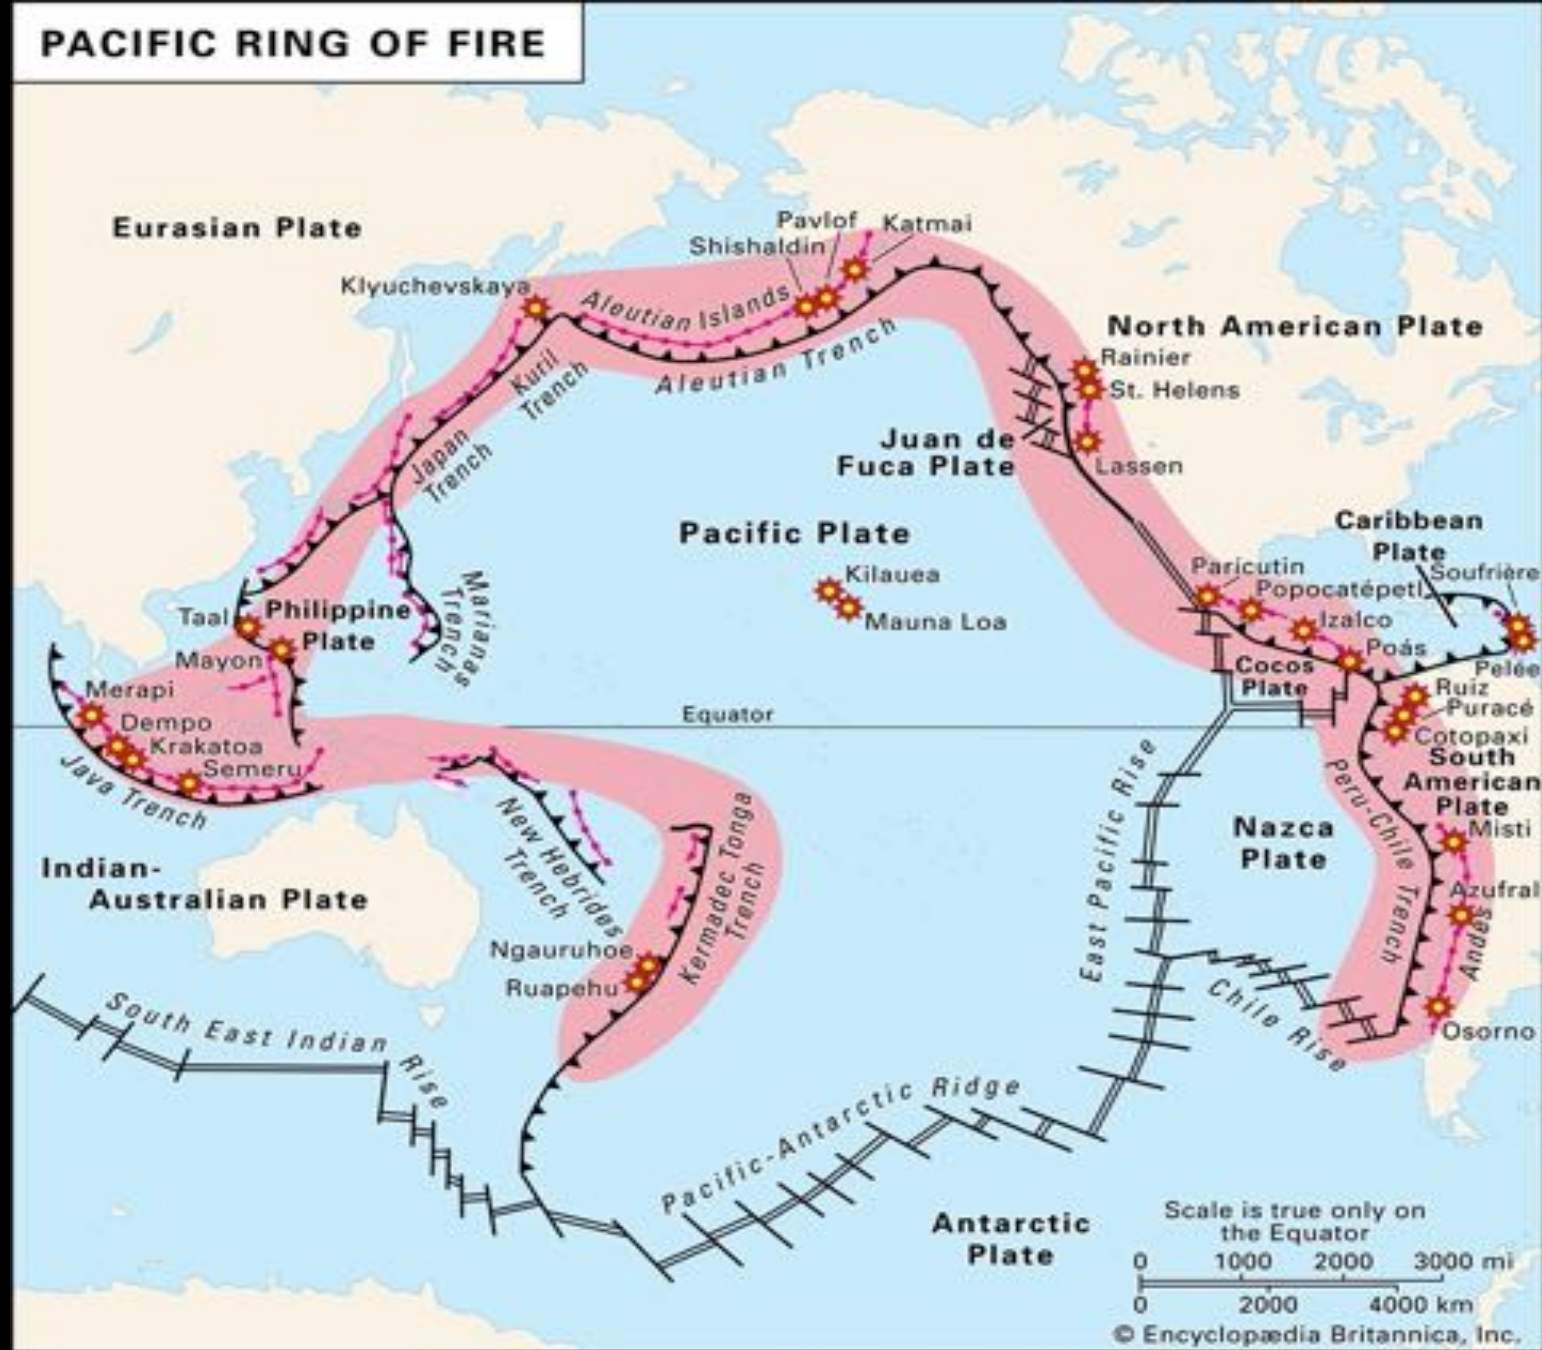 PACIFIC RING OF FIRE
Eurasian Plate
Pavlof
Katmai
Shishaldin
Klyuchevskaya
Aleutian Islands
North American Plate
Aleutian Trench
Kuril
Trench
Rainier
St. Helens
Japan
Trench
Juan de
Fuca Plate
Lassen
Pacific Plate
Caribbean
Plate
Kilauea
Mauna Loa
Paricutin
Popocatépetl
Soufrière
Izalco
Poás
Pelée
Taal
Philippine
Plate
Marianas
Trench
Mayon
Cocos
Plate
Merapi
Dempo
Krakatoa
Semeru
Java Trench
Equator
Ruiz
Puracé
Cotopaxi
South
American
Plate
Misti
Peru-Chile Trench
Nazca
Plate
East Pacific Rise
New Hebrides
Trench
Kermadec Tonga
Trench
Indian-
Australian Plate
Azufral
Andes
Ngauruhoe
Ruapehu
Chile Rise
Osorno
South East Indian Rise
Pacific-Antarctic Ridge
Antarctic
Plate
Scale is true only on
the Equator
0 1000 2000 3000 mi
0 2000 4000 km
© Encyclopædia Britannica, Inc.